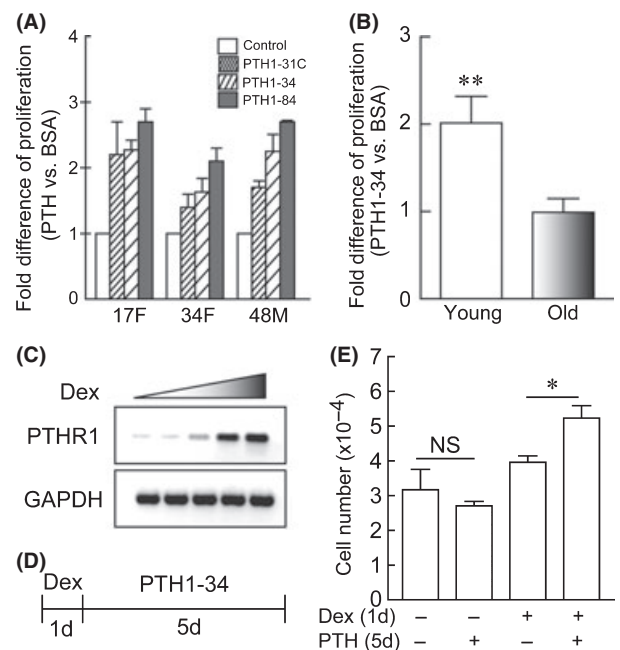 (A)
Fold difference of proliferation
(PTH vs. BSA)
4
3
2
1
0
Control
PTH1-31C
PTH1-34
PTH1-84
17F
34F
48M
(B)
Fold difference of proliferation
(PTH1-34 vs. BSA)
3
2
1
0
**
Young
Old
(C)
Dex
PTHR1
GAPDH
(D)
Dex
PTH1-34
1d
5d
(E)
Cell number (x10–4)
7
6
5
4
3
2
1
0
NS
*
Dex (1d) – – + +
PTH (5d) – + – +